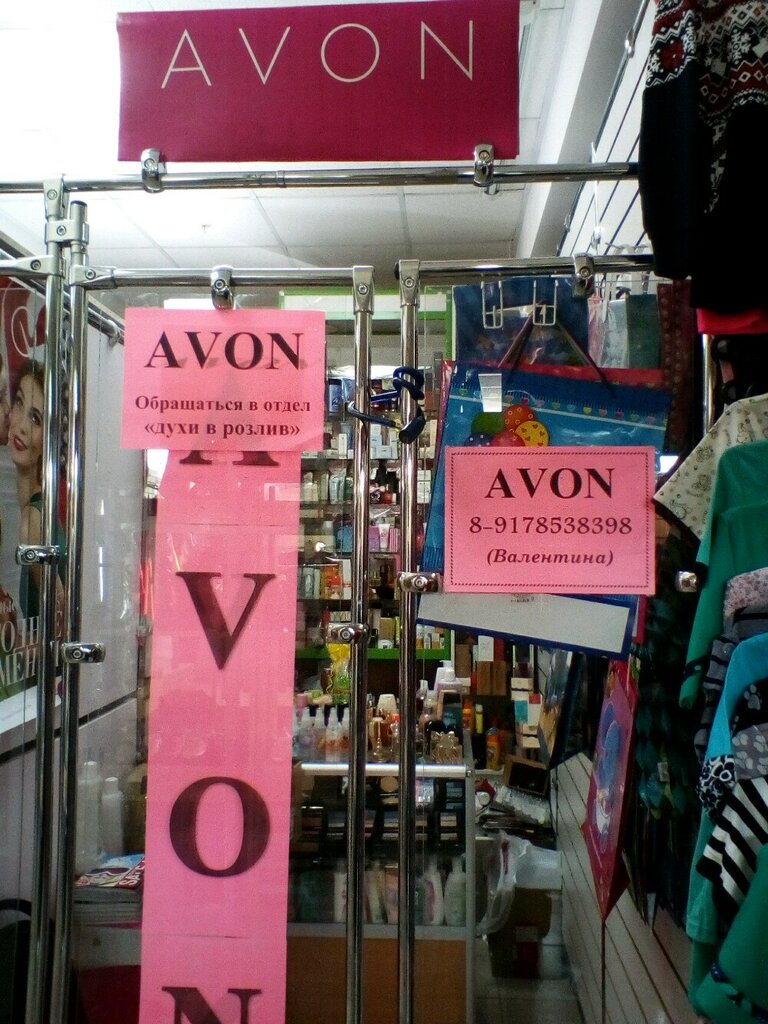 AVON
AVON
Обращаться в отдел
«духи в розлив»
A
V
O
N
AVON
8-9178538398
(Валентина)